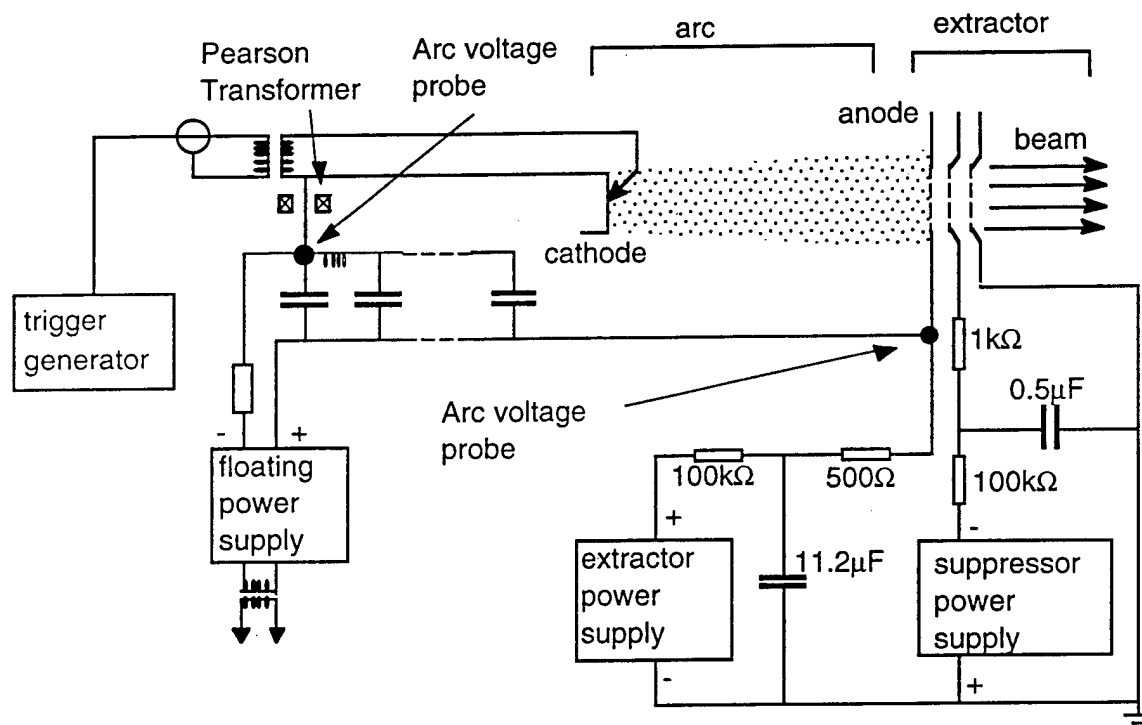 arc
extractor
Pearson
Transformer
Arc voltage
probe
anode
beam
cathode
trigger
generator
1kΩ
0.5μF
Arc voltage
probe
- +
floating
power
supply
100kΩ
500Ω
100kΩ
+
-
extractor
power
supply
11.2μF
suppressor
power
supply
-
+